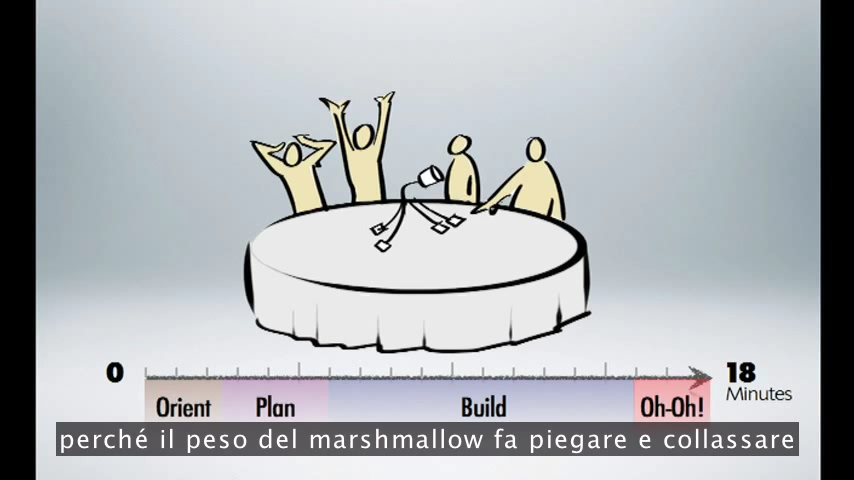 0
18
Minutes
Orient
Plan
Build
Oh-Oh!
perché il peso del marshmallow fa piegare e collassare